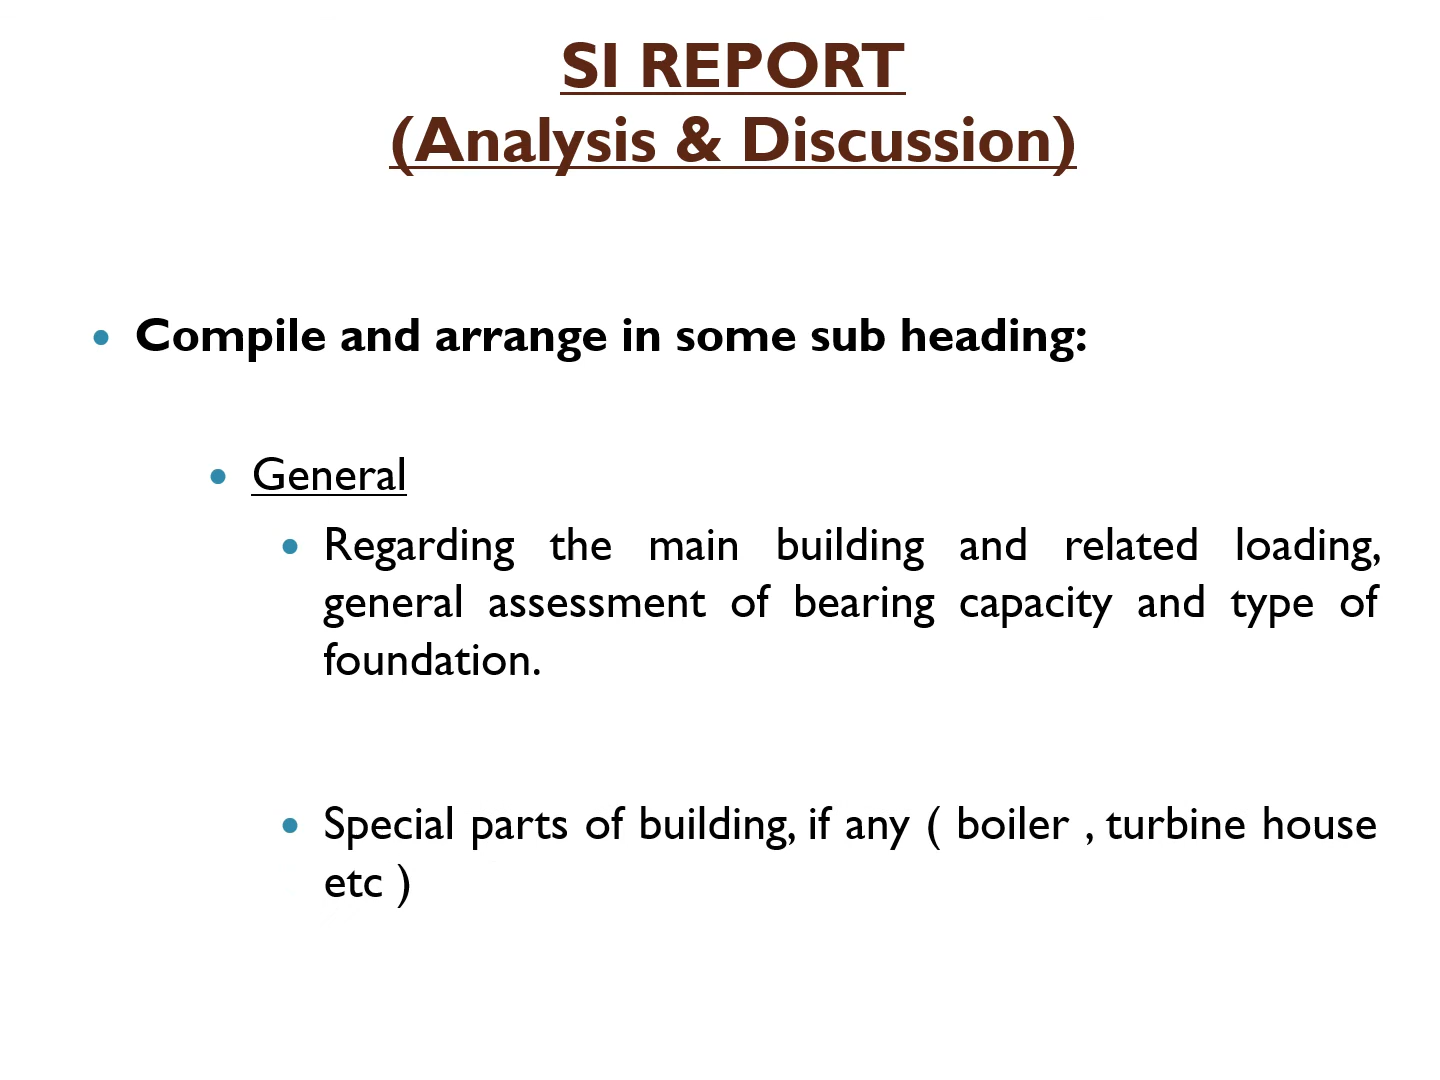 SI REPORT
(Analysis & Discussion)
• Compile and arrange in some sub heading:
• General
• Regarding the main building and related loading,
general assessment of bearing capacity and type of
foundation.
• Special parts of building, if any ( boiler , turbine house
etc )